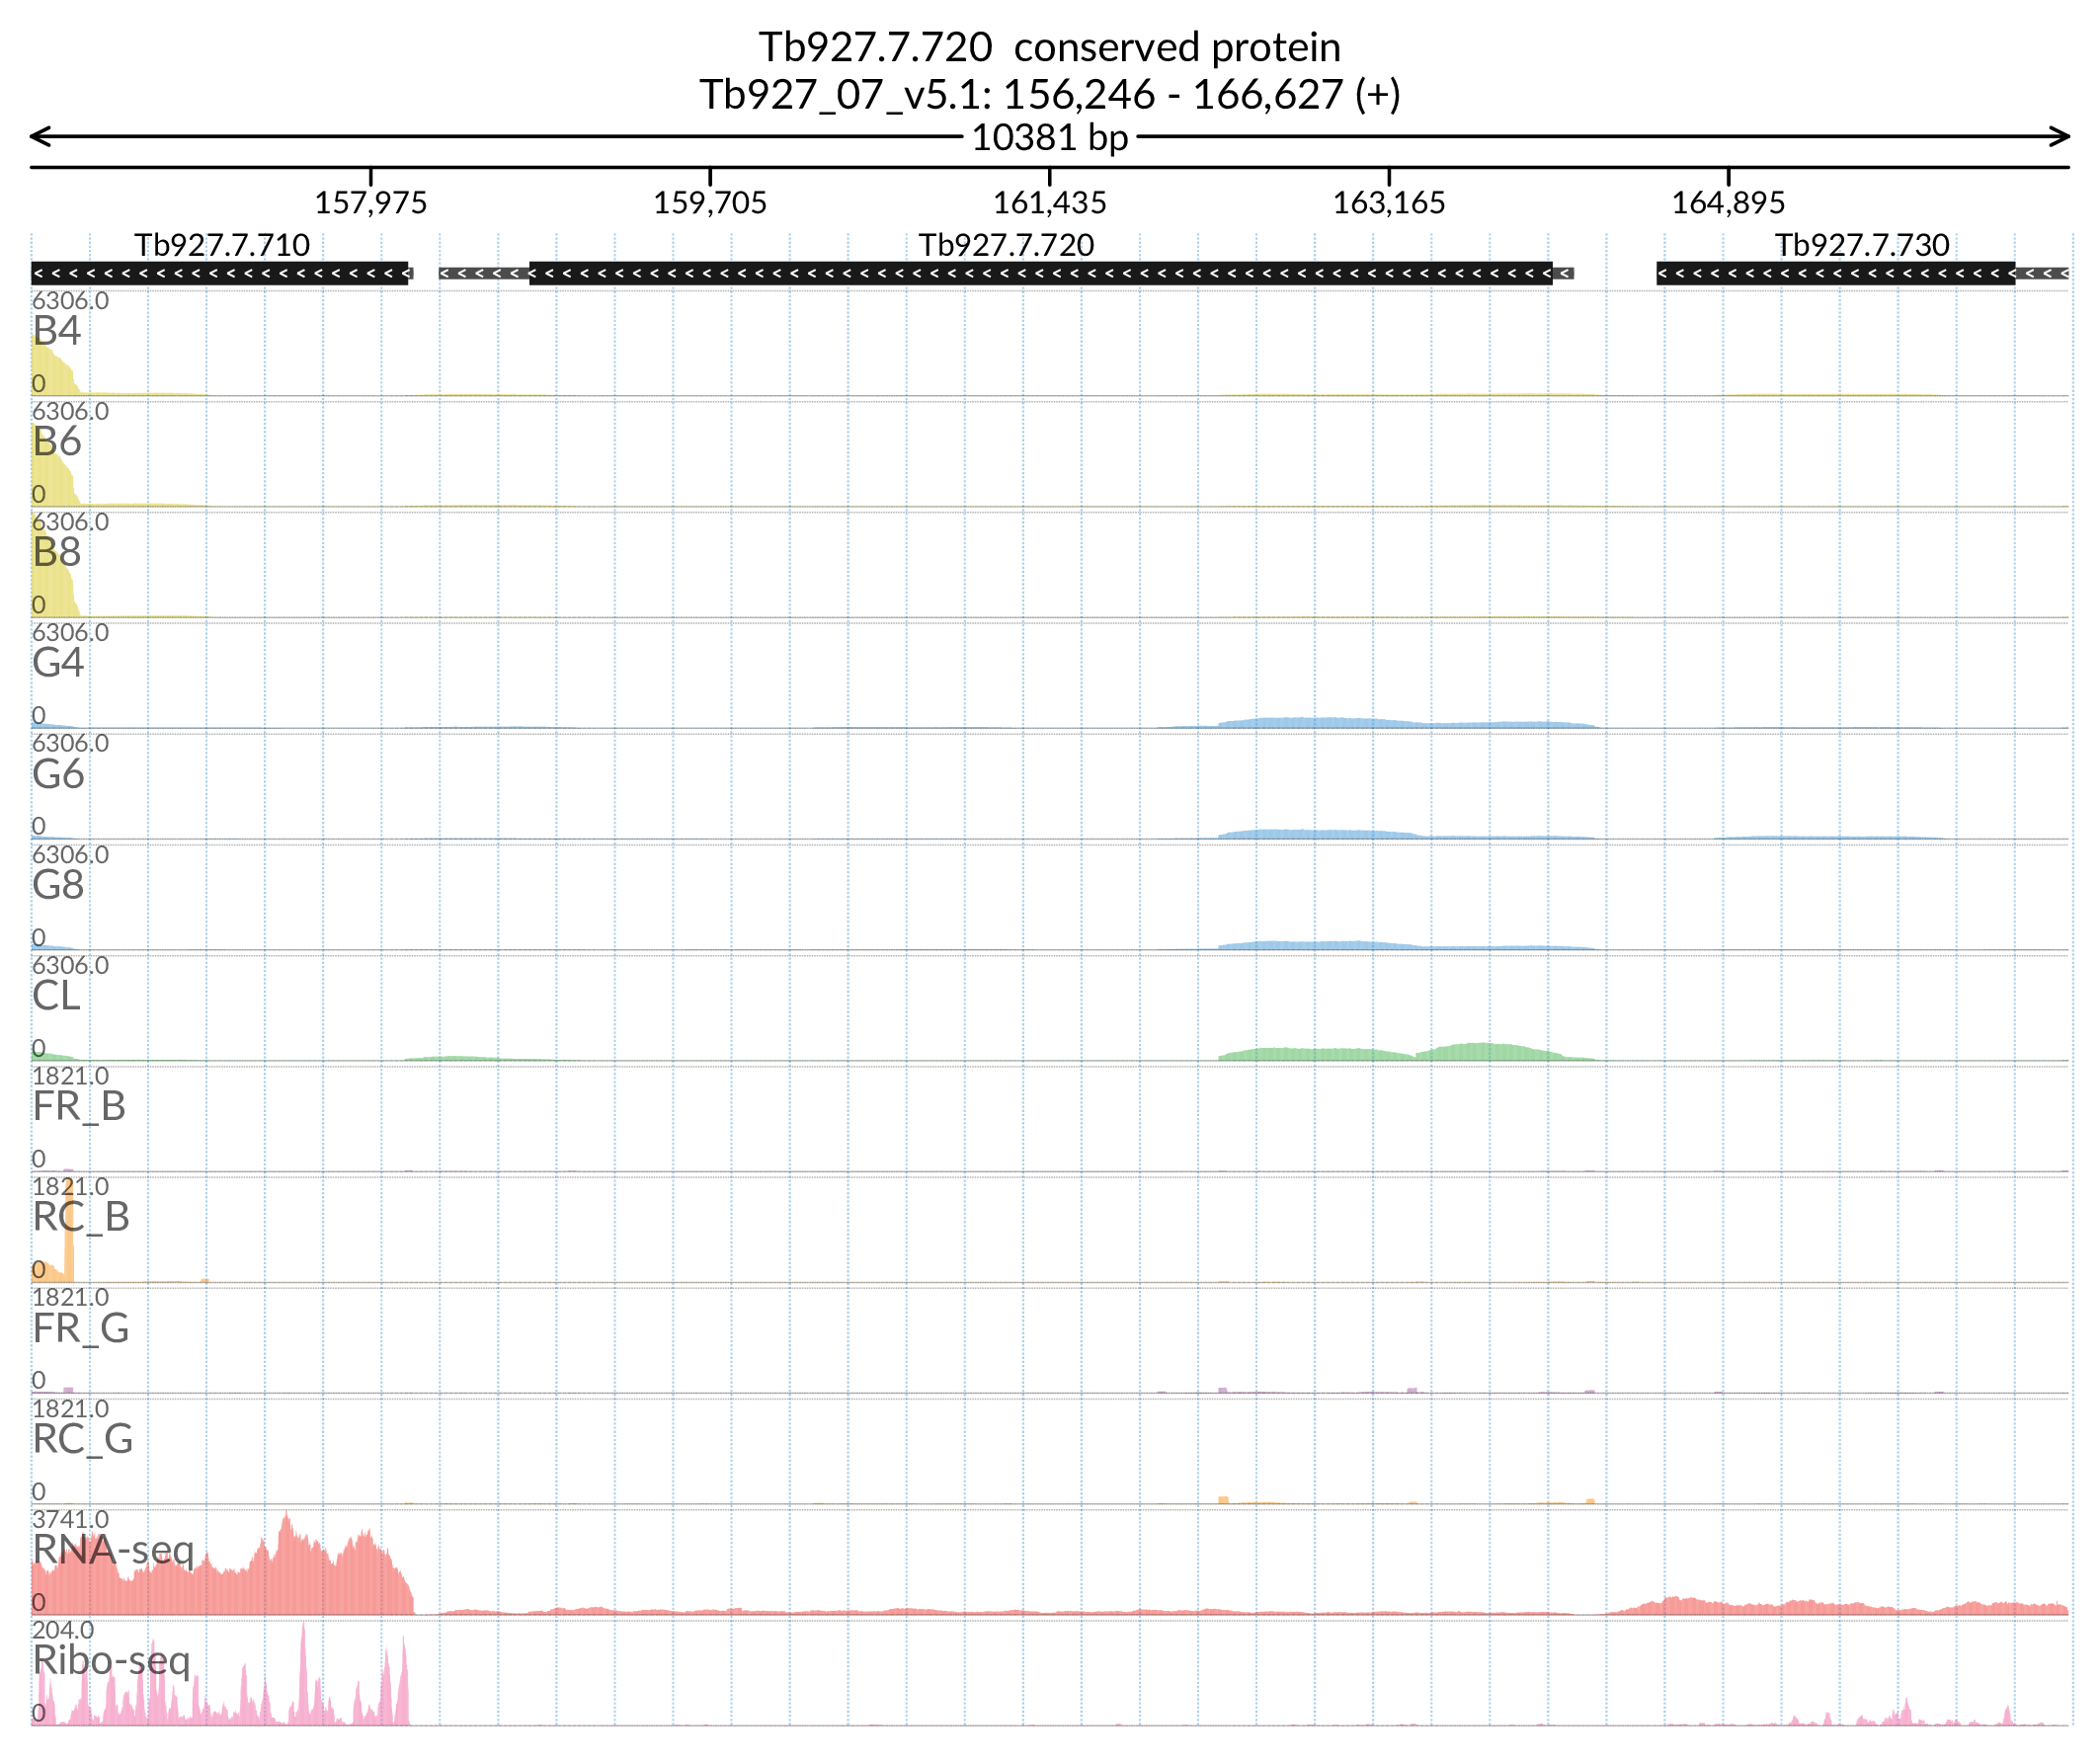 Tb927.7.720  conserved protein
Tb927_07_v5.1: 156,246 - 166,627 (+)
10381 bp
157,975 159,705 161,435 163,165 164,895
Tb927.7.710 Tb927.7.720 Tb927.7.730
6306.0
B4
0
6306.0
B6
0
6306.0
B8
0
6306.0
G4
0
6306.0
G6
0
6306.0
G8
0
6306.0
CL
0
1821.0
FR_B
0
1821.0
RC_B
0
1821.0
FR_G
0
1821.0
RC_G
0
3741.0
RNA-seq
0
204.0
Ribo-seq
0